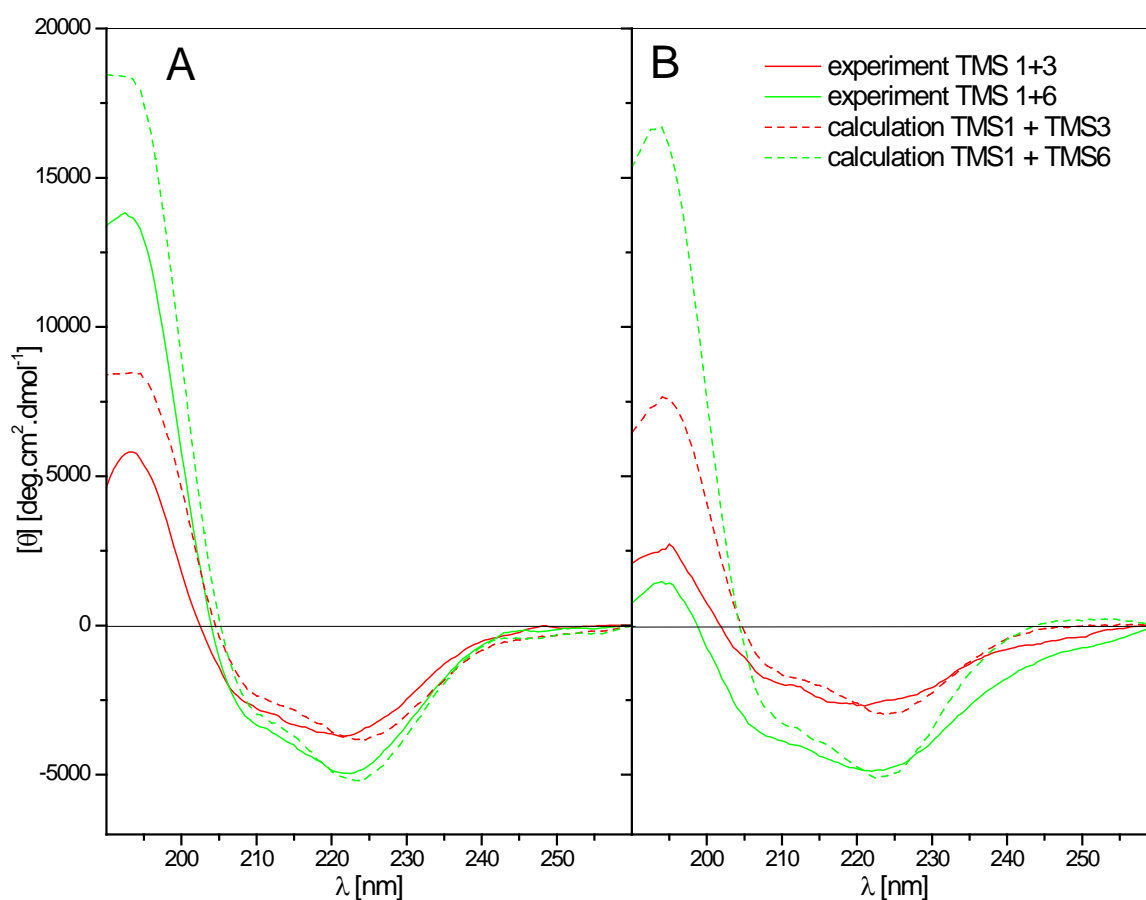 A
B
experiment TMS 1+3
experiment TMS 1+6
calculation TMS1 + TMS3
calculation TMS1 + TMS6
[θ] [deg.cm².dmol⁻¹]
20000
15000
10000
5000
0
-5000
200 210 220 230 240 250
200 210 220 230 240 250
λ [nm]
λ [nm]